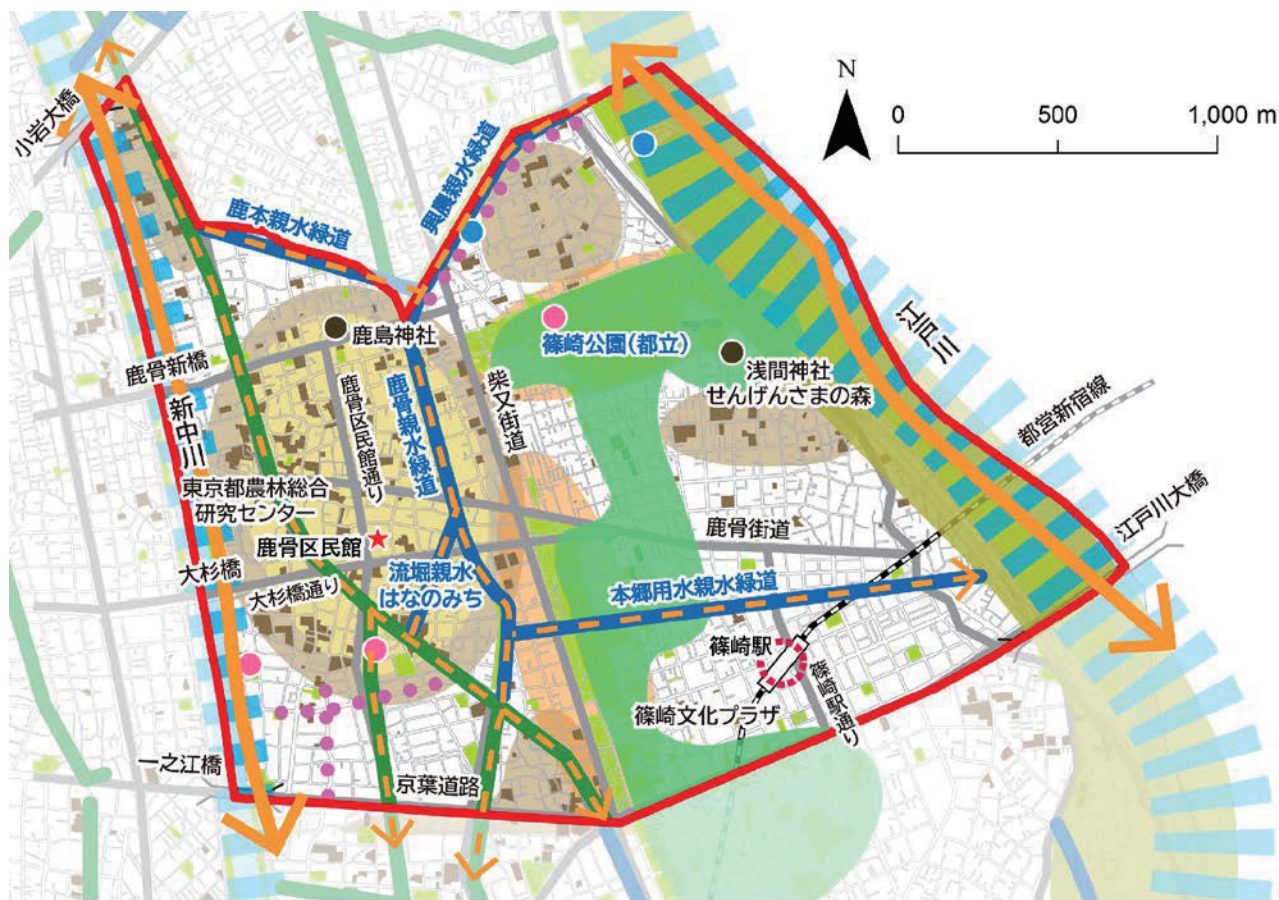 N
0 500 1,000 m
小岩大橋
鹿本親水緑道
興農親水緑道
江戸川
鹿島神社
篠崎公園（都立）
浅間神社
せんげんさまの森
鹿骨新橋
新中川
鹿骨区民館通り
鹿骨親水緑道
柴又街道
都営新宿線
江戸川大橋
東京都農林総合
研究センター
鹿骨区民館
鹿骨街道
大杉橋
大杉橋通り
流堀親水
はなのみち
本郷用水親水緑道
篠崎駅
篠崎文化プラザ
篠崎駅通り
一之江橋
京葉道路